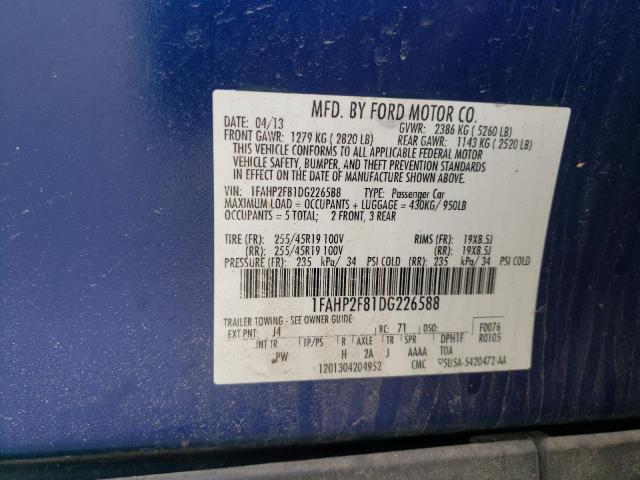 MFD. BY FORD MOTOR CO.
DATE: 04/13 GVWR: 2386 KG ( 5260 LB)
FRONT GAWR: 1279 KG ( 2820 LB) REAR GAWR: 1143 KG ( 2520 LB)
THIS VEHICLE CONFORMS TO ALL APPLICABLE FEDERAL MOTOR
VEHICLE SAFETY, BUMPER, AND THEFT PREVENTION STANDARDS
IN EFFECT ON THE DATE OF MANUFACTURE SHOWN ABOVE.
VIN: 1FAHP2F81DG226588 TYPE: Passenger Car
MAXIMUM LOAD = OCCUPANTS + LUGGAGE = 430KG/ 950LB
OCCUPANTS = 5 TOTAL; 2 FRONT, 3 REAR
TIRE (FR): 255/45R19 100V RIMS (FR): 19X8.5J
(RR): 255/45R19 100V (RR): 19X8.5J
PRESSURE (FR): 235 kPa/ 34 PSI COLD (RR): 235 kPa/ 34 PSI COLD
1FAHP2F81DG226588
TRAILER TOWING - SEE OWNER GUIDE
EXT PNT: J4 RC: 71 DSO: F0076
INT TR R AXLE TR SPR DPHTF R0105
PW H 2A J AAAA TOA
1201304204952 CMC 5U5A-5420472-AA